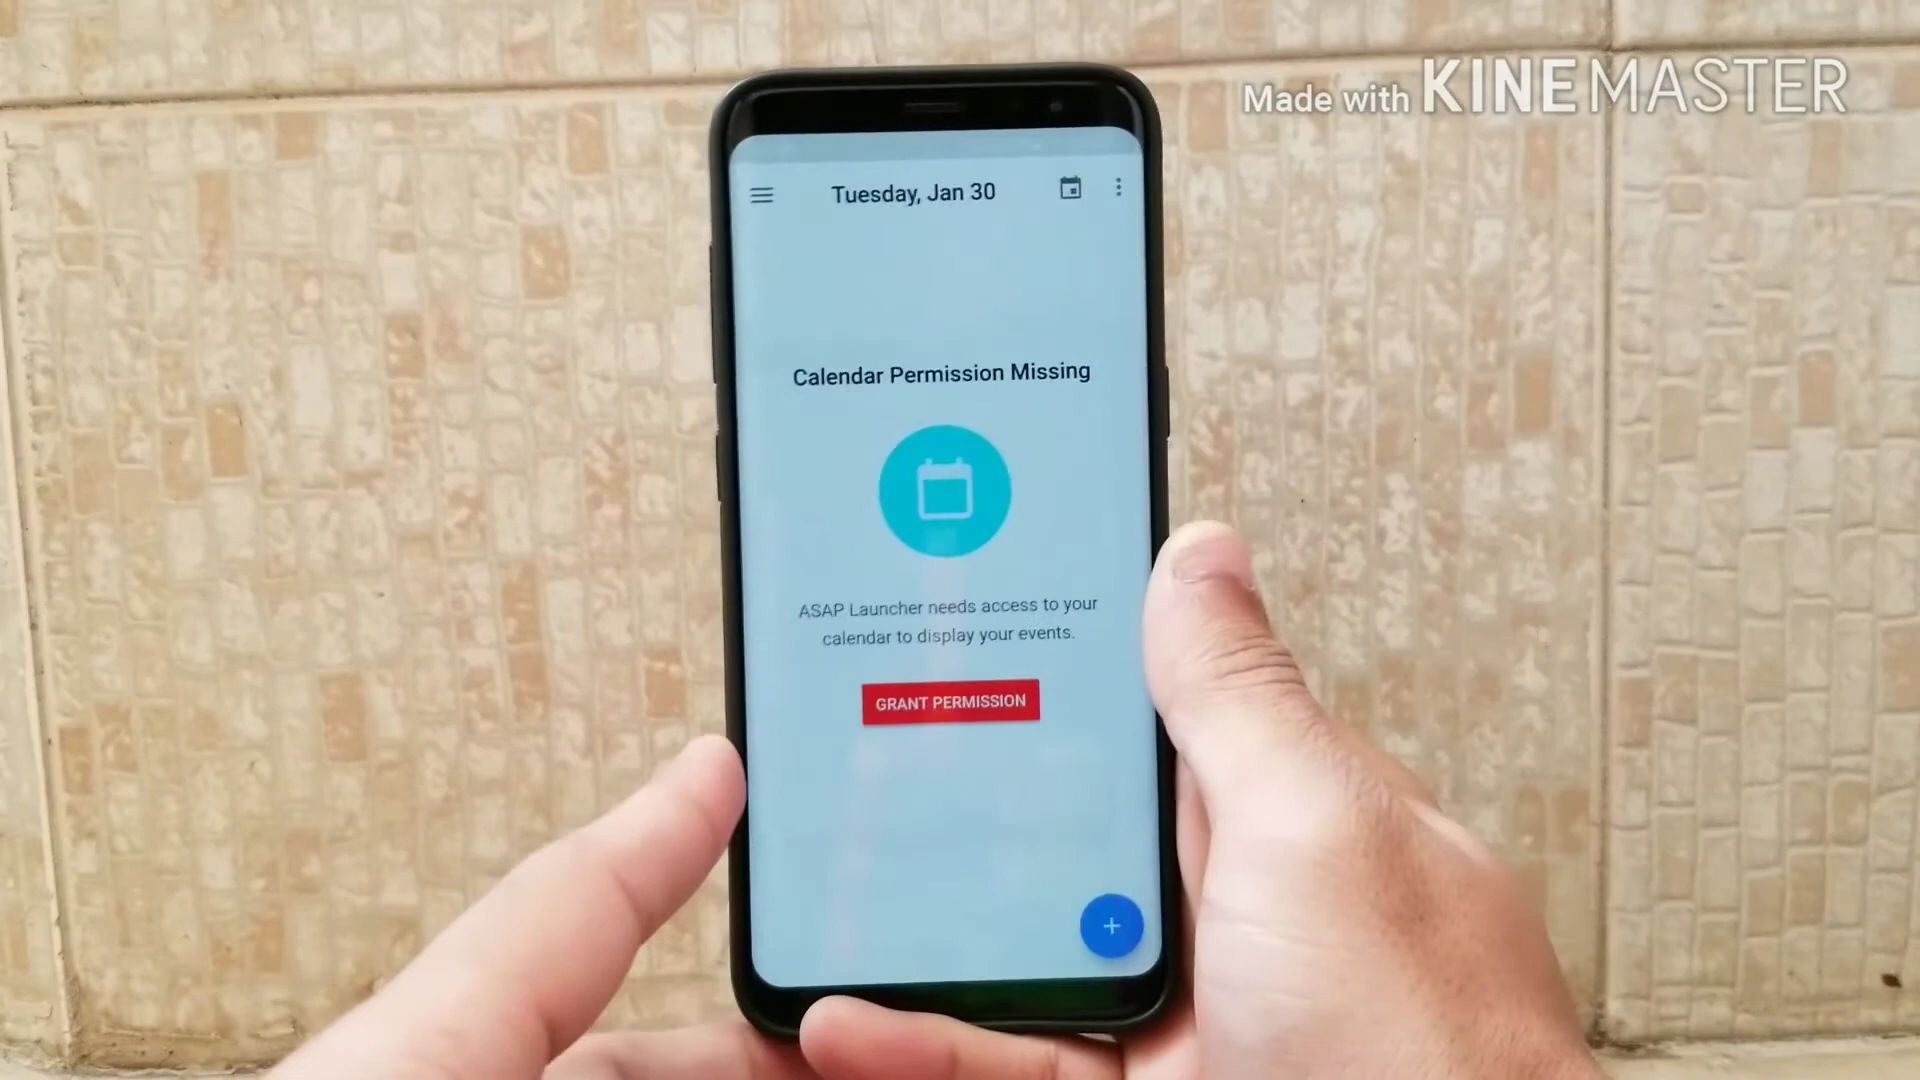 Made with KINEMASTER
Tuesday, Jan 30
Calendar Permission Missing
ASAP Launcher needs access to your
calendar to display your events.
GRANT PERMISSION